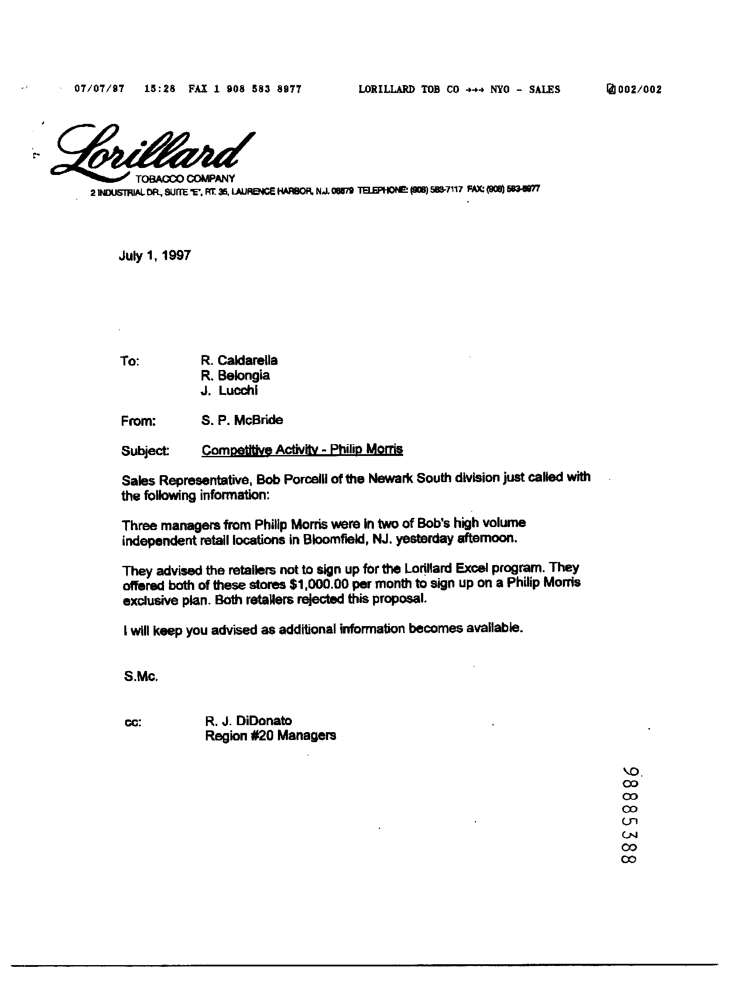 07/07/97 15:28 FAX 1 908 583 8977 LORILLARD TOB CO →→→ NYO - SALES 002/002
Lorillard
TOBACCO COMPANY
2 INDUSTRIAL DR., SUITE "E", RT. 35, LAURENCE HARBOR, N.J. 08879 TELEPHONE: (908) 583-7117 FAX: (908) 583-8977
July 1, 1997
To: R. Caldarella
R. Belongia
J. Lucchi
From: S. P. McBride
Subject: Competitive Activity - Philip Morris
Sales Representative, Bob Porcelli of the Newark South division just called with
the following information:
Three managers from Philip Morris were in two of Bob's high volume
independent retail locations in Bloomfield, NJ. yesterday afternoon.
They advised the retailers not to sign up for the Lorillard Excel program. They
offered both of these stores $1,000.00 per month to sign up on a Philip Morris
exclusive plan. Both retailers rejected this proposal.
I will keep you advised as additional information becomes available.
S.Mc.
cc: R. J. DiDonato
Region #20 Managers
98885388